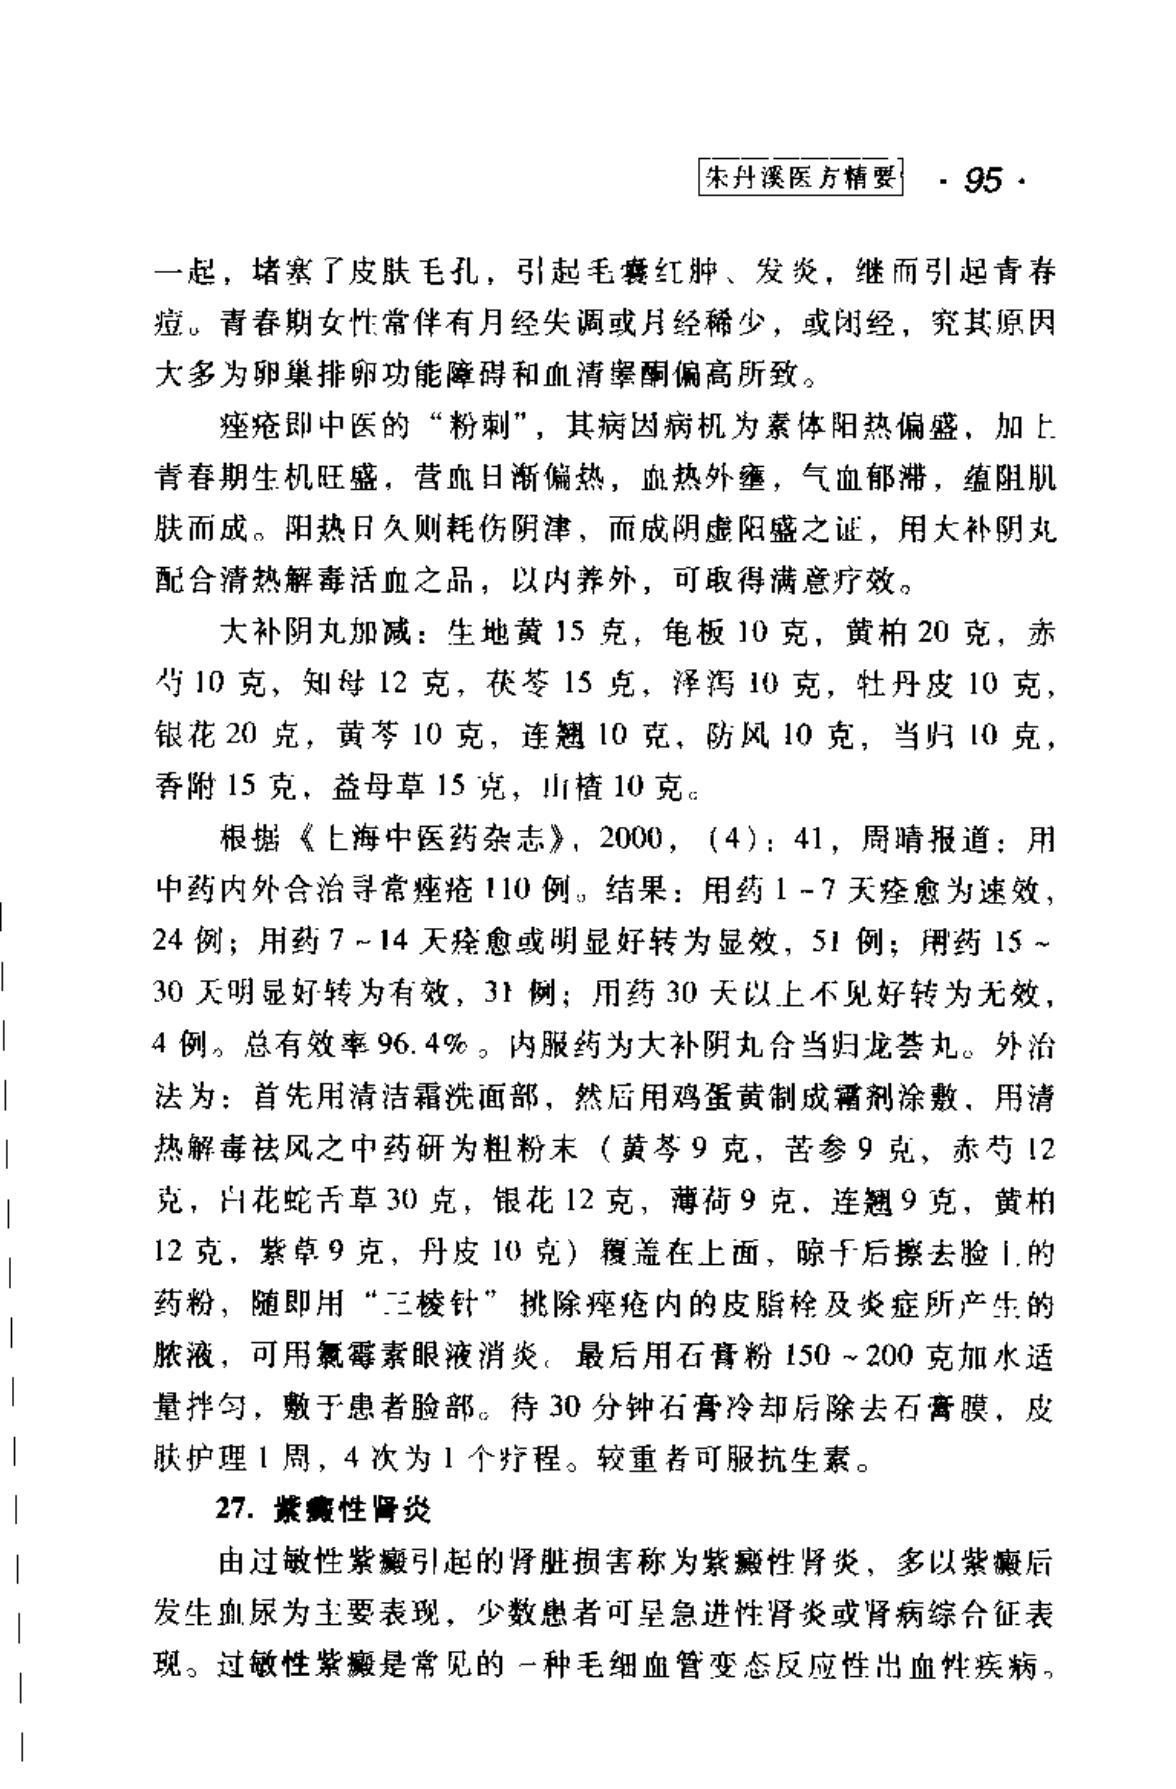 朱丹溪医方精要 · 95 ·
一起，堵塞了皮肤毛孔，引起毛囊红肿、发炎，继而引起青春
痘。青春期女性常伴有月经失调或月经稀少，或闭经，究其原因
大多为卵巢排卵功能障碍和血清睾酮偏高所致。
痤疮即中医的“粉刺”，其病因病机为素体阳热偏盛，加上
青春期生机旺盛，营血日渐偏热，血热外壅，气血郁滞，蕴阻肌
肤而成。阳热日久则耗伤阴津，而成阴虚阳盛之证，用大补阴丸
配合清热解毒活血之品，以内养外，可取得满意疗效。
大补阴丸加减：生地黄 15 克，龟板 10 克，黄柏 20 克，赤
芍 10 克，知母 12 克，茯苓 15 克，泽泻 10 克，牡丹皮 10 克，
银花 20 克，黄芩 10 克，连翘 10 克，防风 10 克，当归 10 克，
香附 15 克，益母草 15 克，山楂 10 克。
根据《上海中医药杂志》，2000，（4）：41，周晴报道：用
中药内外合治寻常痤疮 110 例。结果：用药 1～7 天痊愈为速效，
24 例；用药 7～14 天痊愈或明显好转为显效，51 例；用药 15～
30 天明显好转为有效，31 例；用药 30 天以上不见好转为无效，
4 例。总有效率 96.4%。内服药为大补阴丸合当归龙荟丸。外治
法为：首先用清洁霜洗面部，然后用鸡蛋黄制成霜剂涂敷，用清
热解毒祛风之中药研为粗粉末（黄芩 9 克，苦参 9 克，赤芍 12
克，白花蛇舌草 30 克，银花 12 克，薄荷 9 克，连翘 9 克，黄柏
12 克，紫草 9 克，丹皮 10 克）覆盖在上面，晾干后擦去脸上的
药粉，随即用“三棱针”挑除痤疮内的皮脂栓及炎症所产生的
脓液，可用氯霉素眼液消炎。最后用石膏粉 150～200 克加水适
量拌匀，敷于患者脸部。待 30 分钟石膏冷却后除去石膏膜，皮
肤护理 1 周，4 次为 1 个疗程。较重者可服抗生素。
27. 紫癜性肾炎
由过敏性紫癜引起的肾脏损害称为紫癜性肾炎，多以紫癜后
发生血尿为主要表现，少数患者可呈急进性肾炎或肾病综合征表
现。过敏性紫癜是常见的一种毛细血管变态反应性出血性疾病。